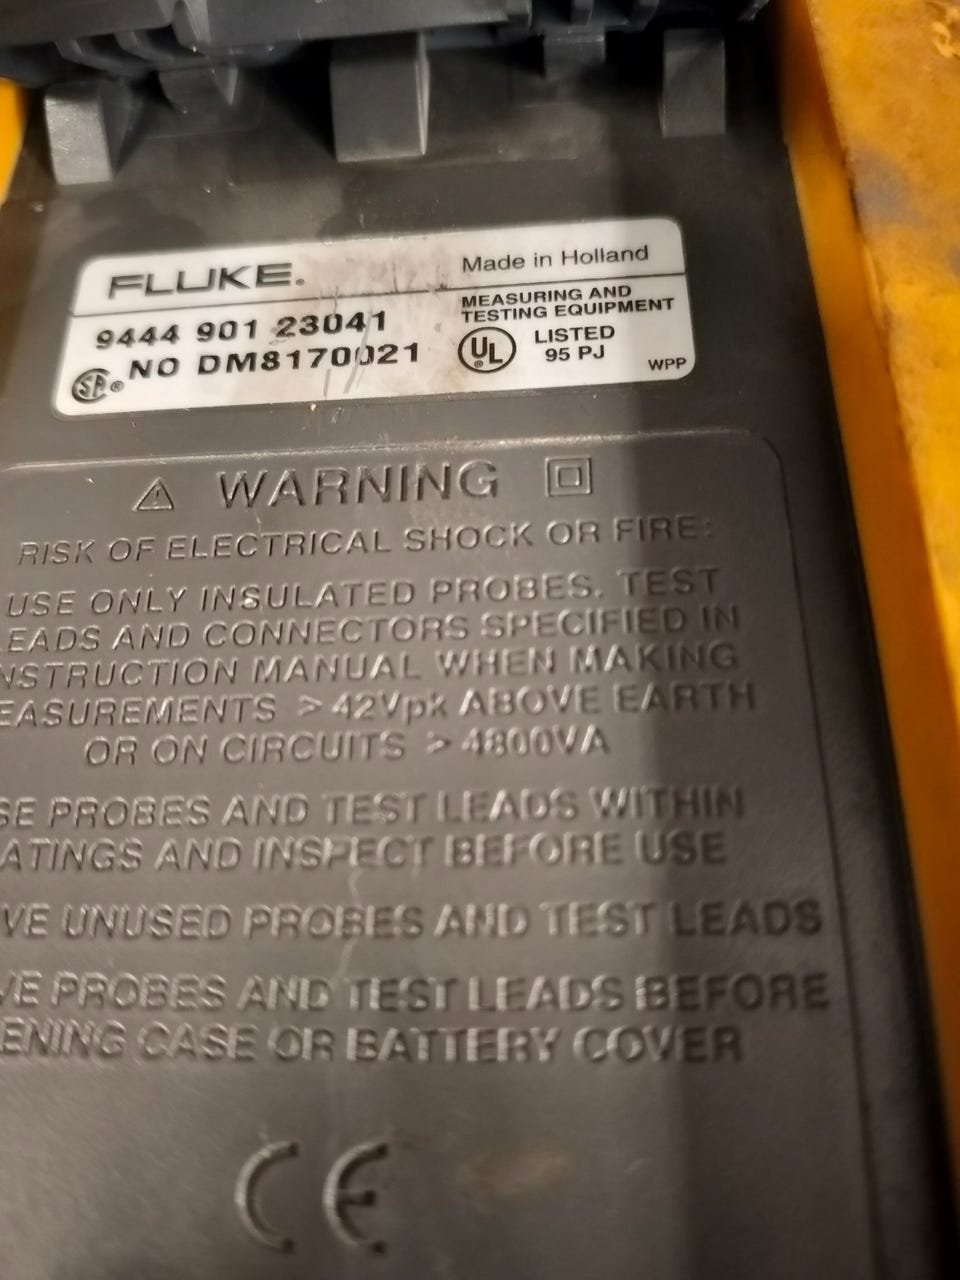 FLUKE®
Made in Holland
9444 901 23041
NO DM8170021
MEASURING AND
TESTING EQUIPMENT
UL
LISTED
95 PJ
WPP
WARNING
RISK OF ELECTRICAL SHOCK OR FIRE:
USE ONLY INSULATED PROBES. TEST
EADS AND CONNECTORS SPECIFIED IN
NSTRUCTION MANUAL WHEN MAKING
EASUREMENTS >42Vpk ABOVE EARTH
OR ON CIRCUITS >4800VA
SE PROBES AND TEST LEADS WITHIN
ATINGS AND INSPECT BEFORE USE
VE UNUSED PROBES AND TEST LEADS
VE PROBES AND TEST LEADS BEFORE
ENING CASE OR BATTERY COVER
CE